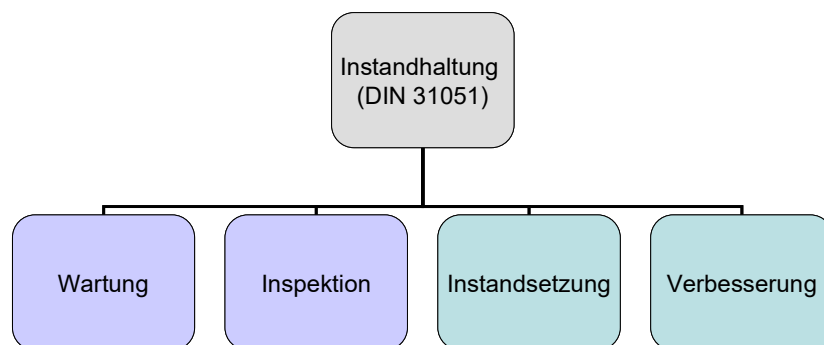 Instandhaltung
(DIN 31051)
Wartung
Inspektion
Instandsetzung
Verbesserung